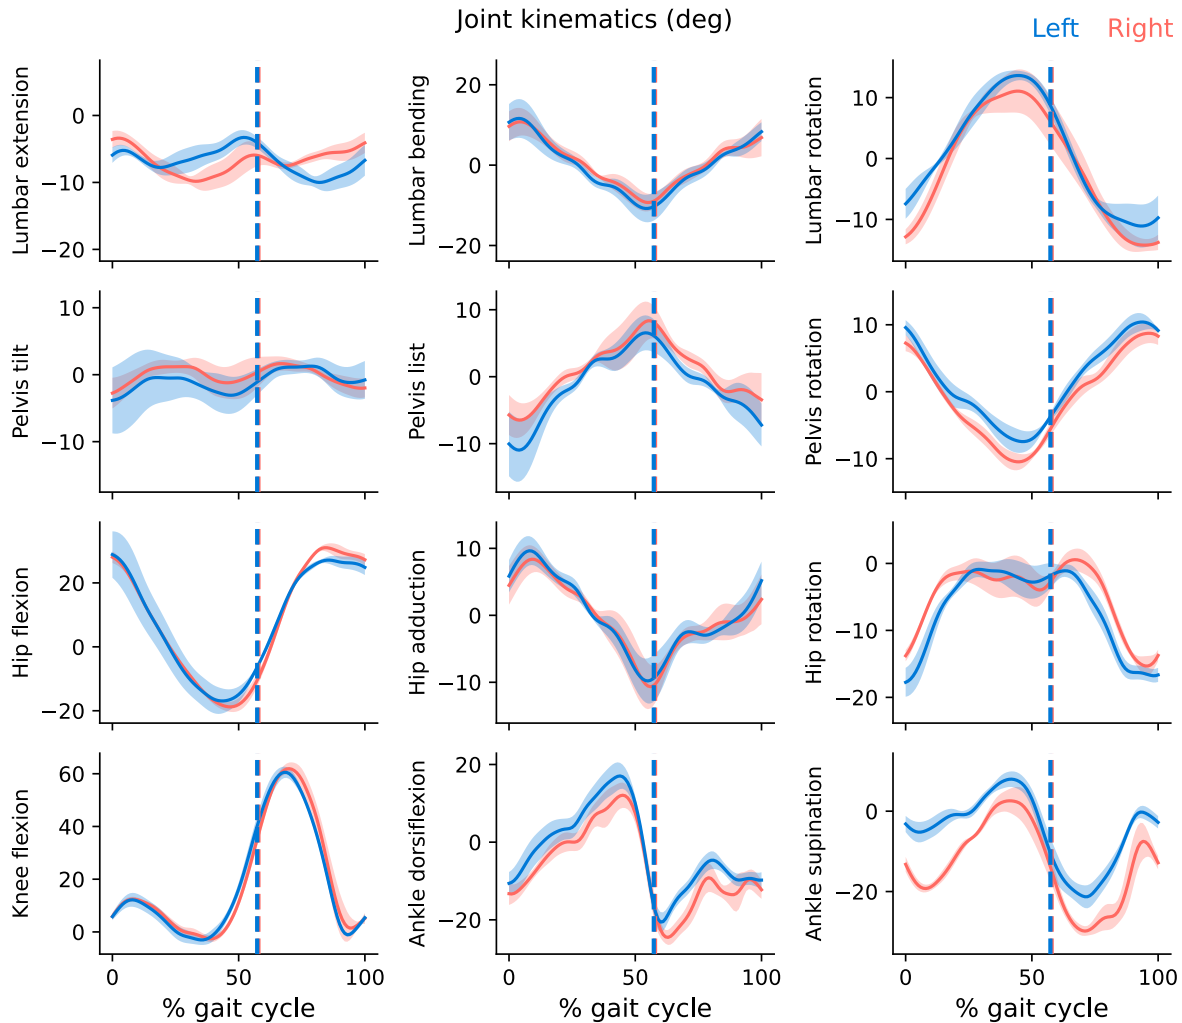 Joint kinematics (deg)
Left Right
Lumbar extension
0
−10
−20
Lumbar bending
20
0
−20
Lumbar rotation
10
0
−10
Pelvis tilt
10
0
−10
Pelvis list
10
0
−10
Pelvis rotation
10
0
−10
Hip flexion
20
0
−20
Hip adduction
10
0
−10
Hip rotation
0
−10
−20
Knee flexion
60
40
20
0
Ankle dorsiflexion
20
0
−20
Ankle supination
0
−20
0 50 100
0 50 100
0 50 100
% gait cycle
% gait cycle
% gait cycle